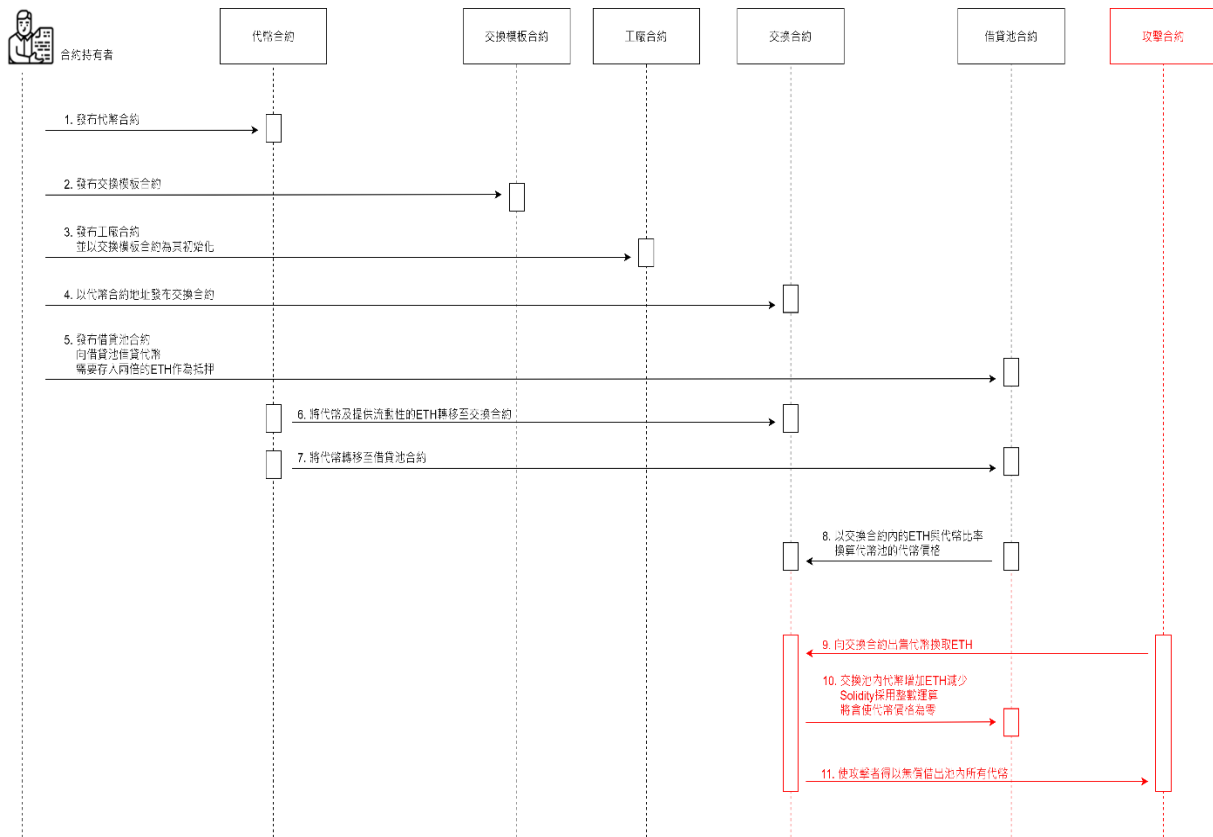 合約持有者
代幣合約
交換模板合約
工廠合約
交換合約
借貸池合約
攻擊合約
1. 發布代幣合約
2. 發布交換模板合約
3. 發布工廠合約
並以交換模板合約為其初始化
4. 以代幣合約地址發布交換合約
5. 發布借貸池合約
向借貸池借貸代幣
需要存入兩倍的ETH作為抵押
6. 將代幣及提供流動性的ETH轉移至交換合約
7. 將代幣轉移至借貸池合約
8. 以交換合約內的ETH與代幣比率
換算代幣池的代幣價格
9. 向交換合約出售代幣換取ETH
10. 交換池內代幣增加ETH減少
Solidity採用整數運算
將會使代幣價格為零
11. 使攻擊者得以無償借出池內所有代幣